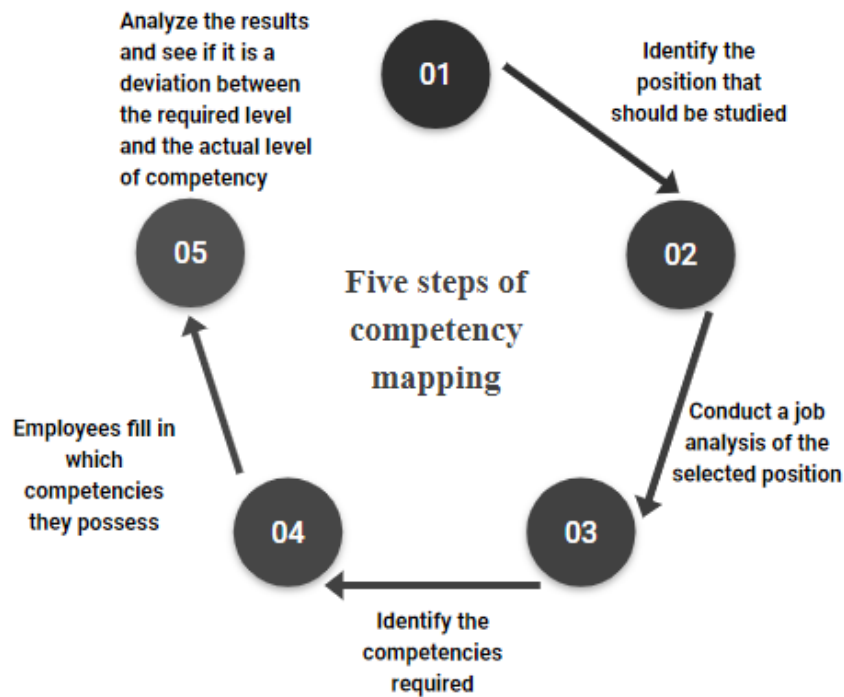 01
Identify the
position that
should be studied
02
Conduct a job
analysis of the
selected position
03
Identify the
competencies
required
04
Employees fill in
which
competencies
they possess
05
Analyze the results
and see if it is a
deviation between
the required level
and the actual level
of competency
Five steps of
competency
mapping